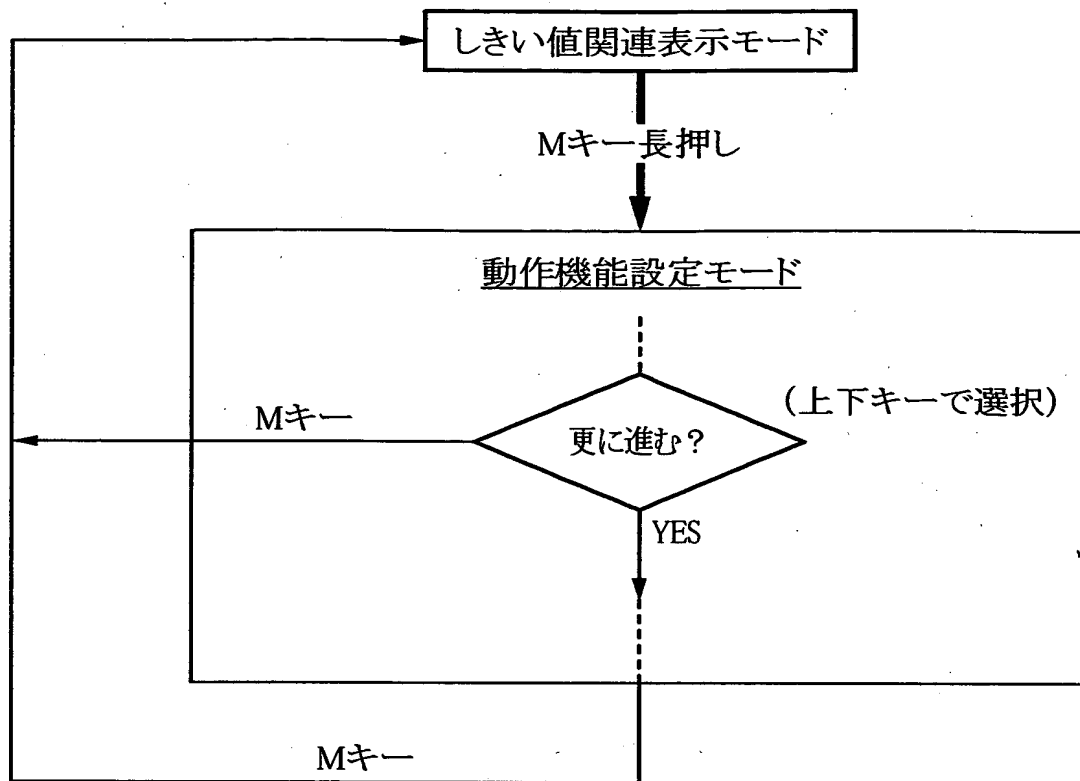 しきい値関連表示モード
Mキー長押し
動作機能設定モード
(上下キーで選択)
Mキー
更に進む？
YES
Mキー